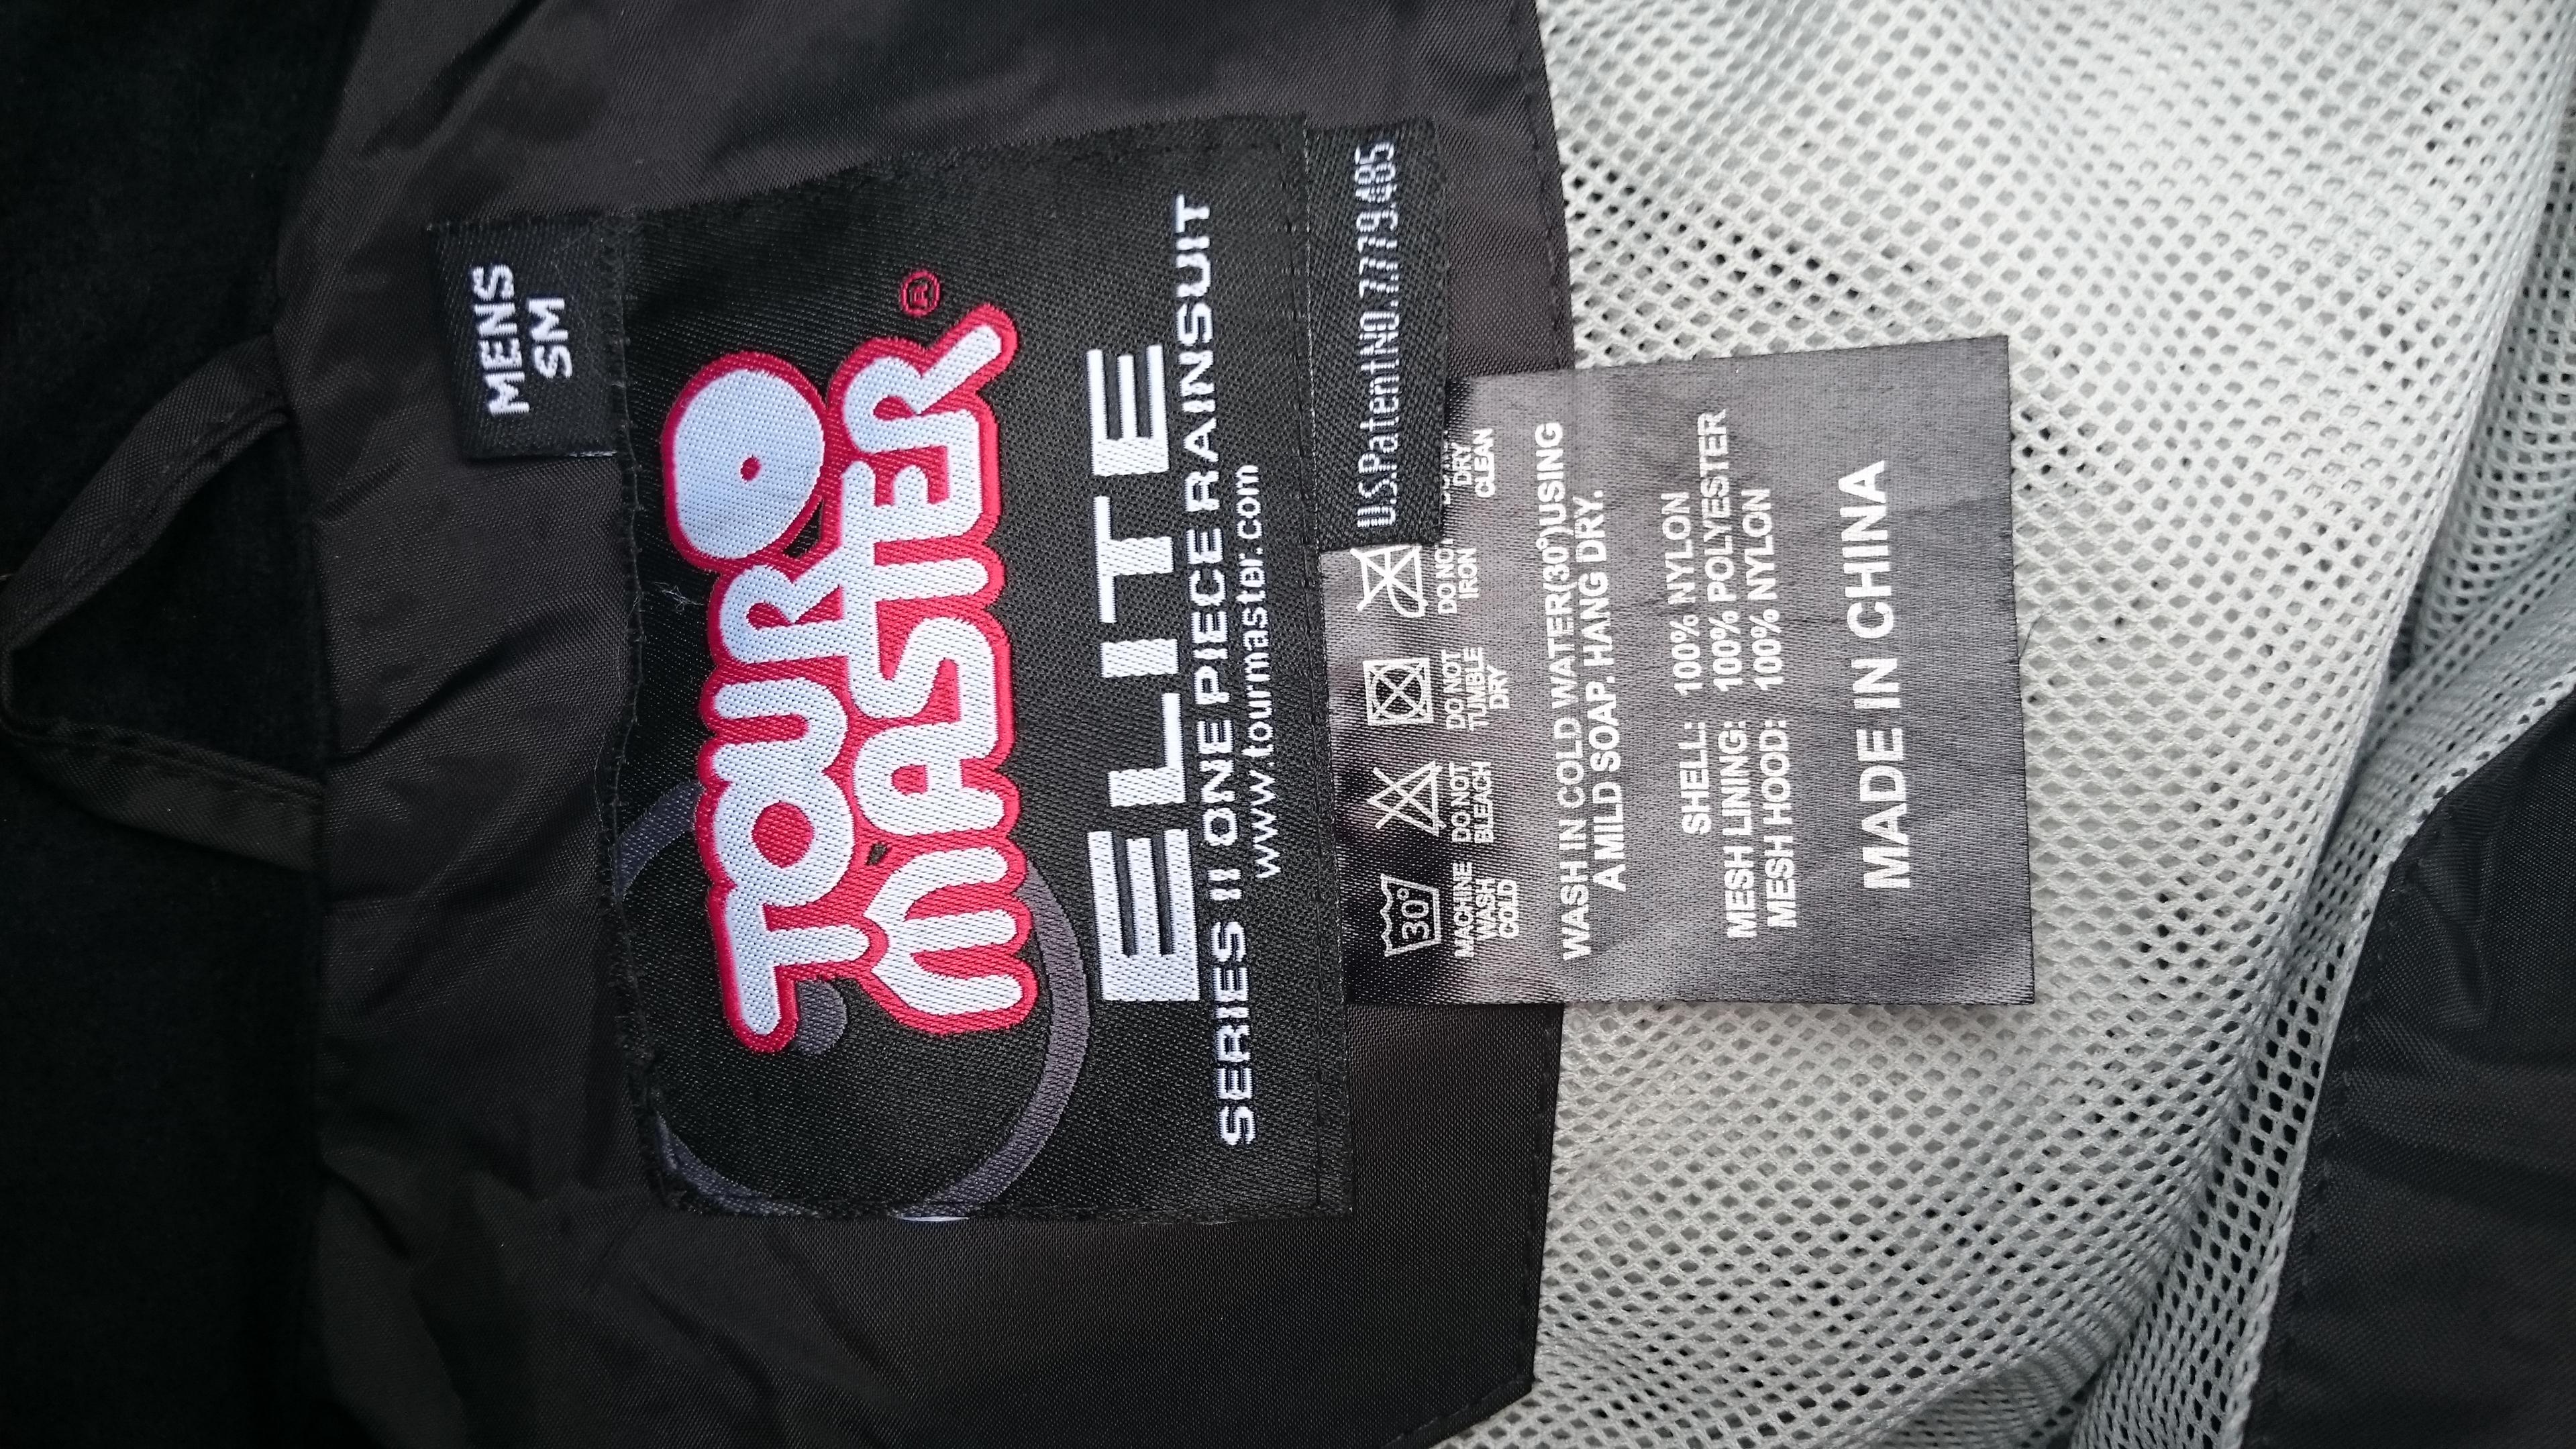 MENS
SM
TOUR
MASTER®
ELITE
SERIES II ONE PIECE RAINSUIT
www.tourmaster.com
U.S.Patent NO.7.779.485
30°
MACHINE
WASH
COLD
DO NOT
BLEACH
DO NOT
TUMBLE
DRY
DO NOT
IRON
DRY
CLEAN
WASH IN COLD WATER(30°)USING
A MILD SOAP. HANG DRY.
SHELL: 100% NYLON
MESH LINING: 100% POLYESTER
MESH HOOD: 100% NYLON
MADE IN CHINA